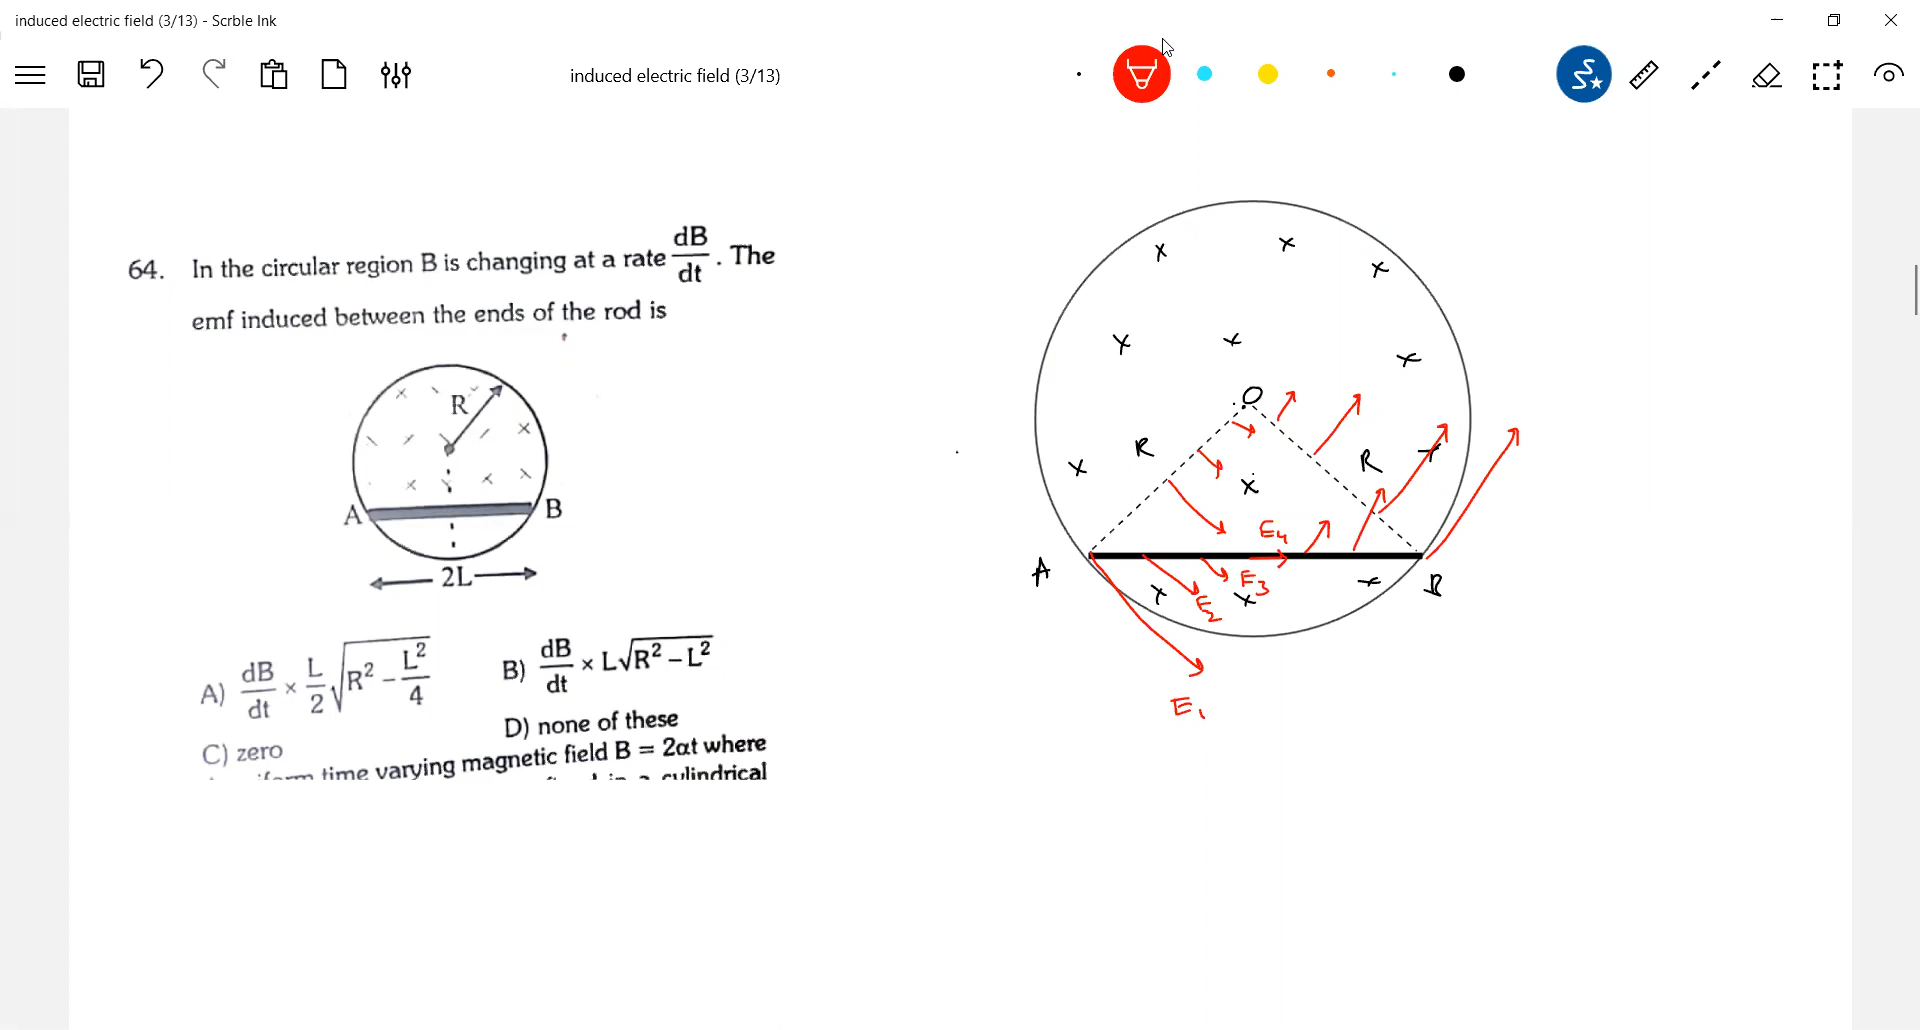 induced electric field (3/13) - Scrble Ink
induced electric field (3/13)
64. In the circular region B is changing at a rate dB/dt. The
emf induced between the ends of the rod is
R
A
B
2L
A) dB/dt × L/2 √(R² − L²/4)
B) dB/dt × L√(R² − L²)
C) zero
D) none of these
time varying magnetic field B = 2αt where
cylindrical
O
R
R
A
B
E₁
E₂
E₃
E₄